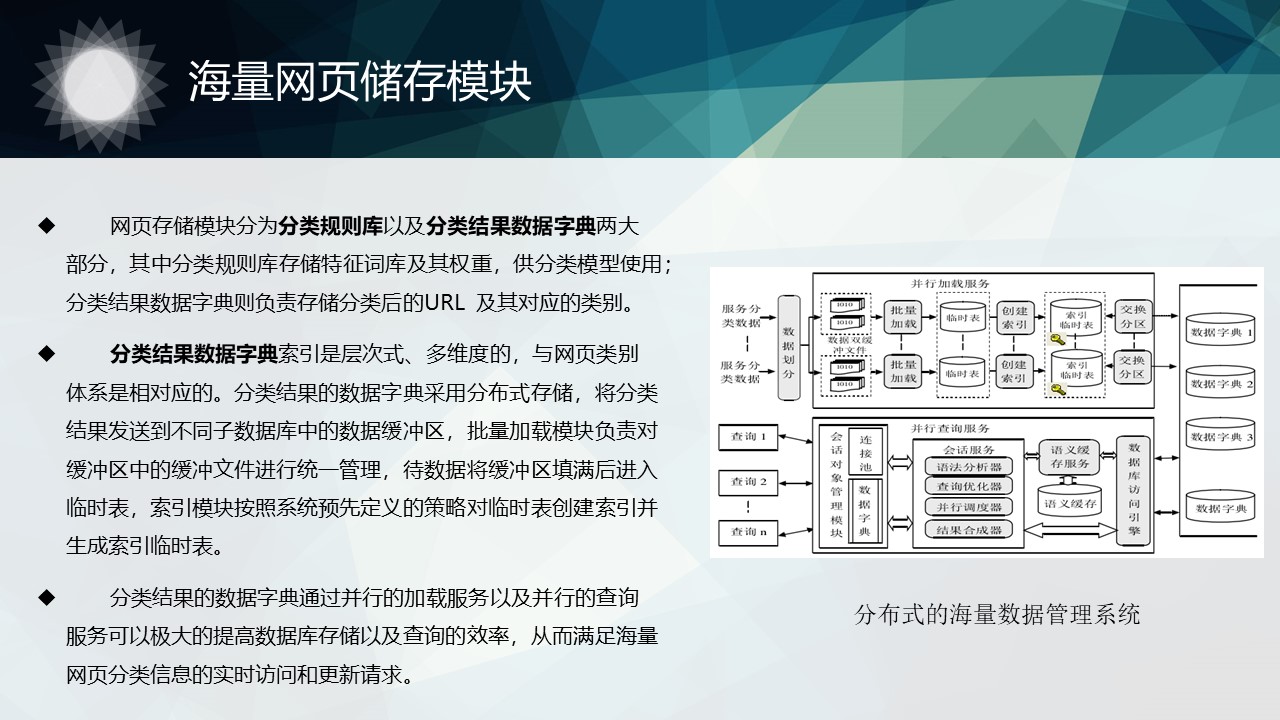 海量网页储存模块
◆ 网页存储模块分为分类规则库以及分类结果数据字典两大
部分，其中分类规则库存储特征词库及其权重，供分类模型使用；
分类结果数据字典则负责存储分类后的URL 及其对应的类别。
◆ 分类结果数据字典索引是层次式、多维度的，与网页类别
体系是相对应的。分类结果的数据字典采用分布式存储，将分类
结果发送到不同子数据库中的数据缓冲区，批量加载模块负责对
缓冲区中的缓冲文件进行统一管理，待数据将缓冲区填满后进入
临时表，索引模块按照系统预先定义的策略对临时表创建索引并
生成索引临时表。
◆ 分类结果的数据字典通过并行的加载服务以及并行的查询
服务可以极大的提高数据库存储以及查询的效率，从而满足海量
网页分类信息的实时访问和更新请求。
并行加载服务
服务分
类数据
服务分
类数据
数据划分
1010
1010
数据双缓
冲文件
1010
1010
批量
加载
批量
加载
临时表
临时表
创建
索引
创建
索引
索引
临时表
索引
临时表
交换
分区
交换
分区
数据字典 1
数据字典 2
数据字典 3
数据字典
并行查询服务
查询 1
查询 2
查询 n
会话对象管理模块
连接池
数据字典
会话服务
语法分析器
查询优化器
并行调度器
结果合成器
语义缓
存服务
语义缓存
数据库访问引擎
分布式的海量数据管理系统